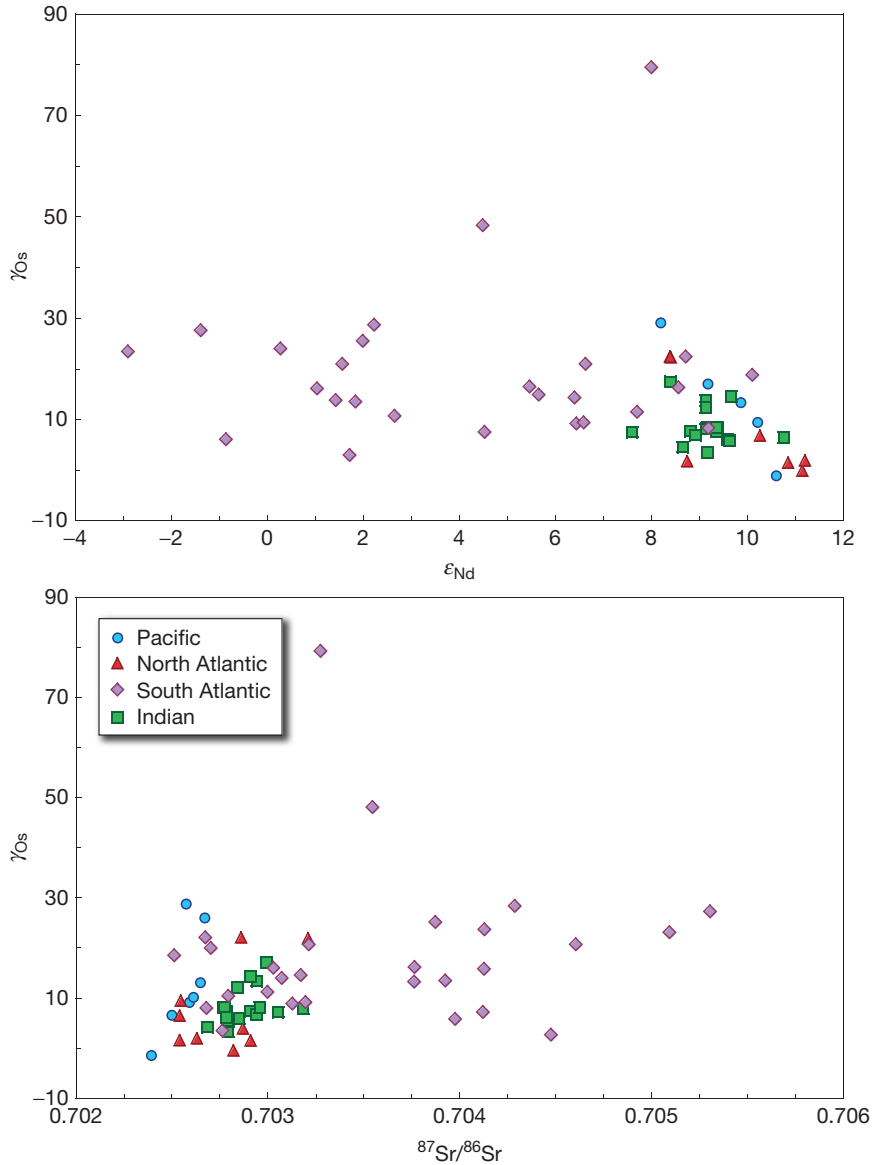 90
70
50
γOs
30
10
−10
−4 −2 0 2 4 6 8 10 12
εNd
90
Pacific
North Atlantic
South Atlantic
Indian
70
50
γOs
30
10
−10
0.702 0.703 0.704 0.705 0.706
87Sr/86Sr